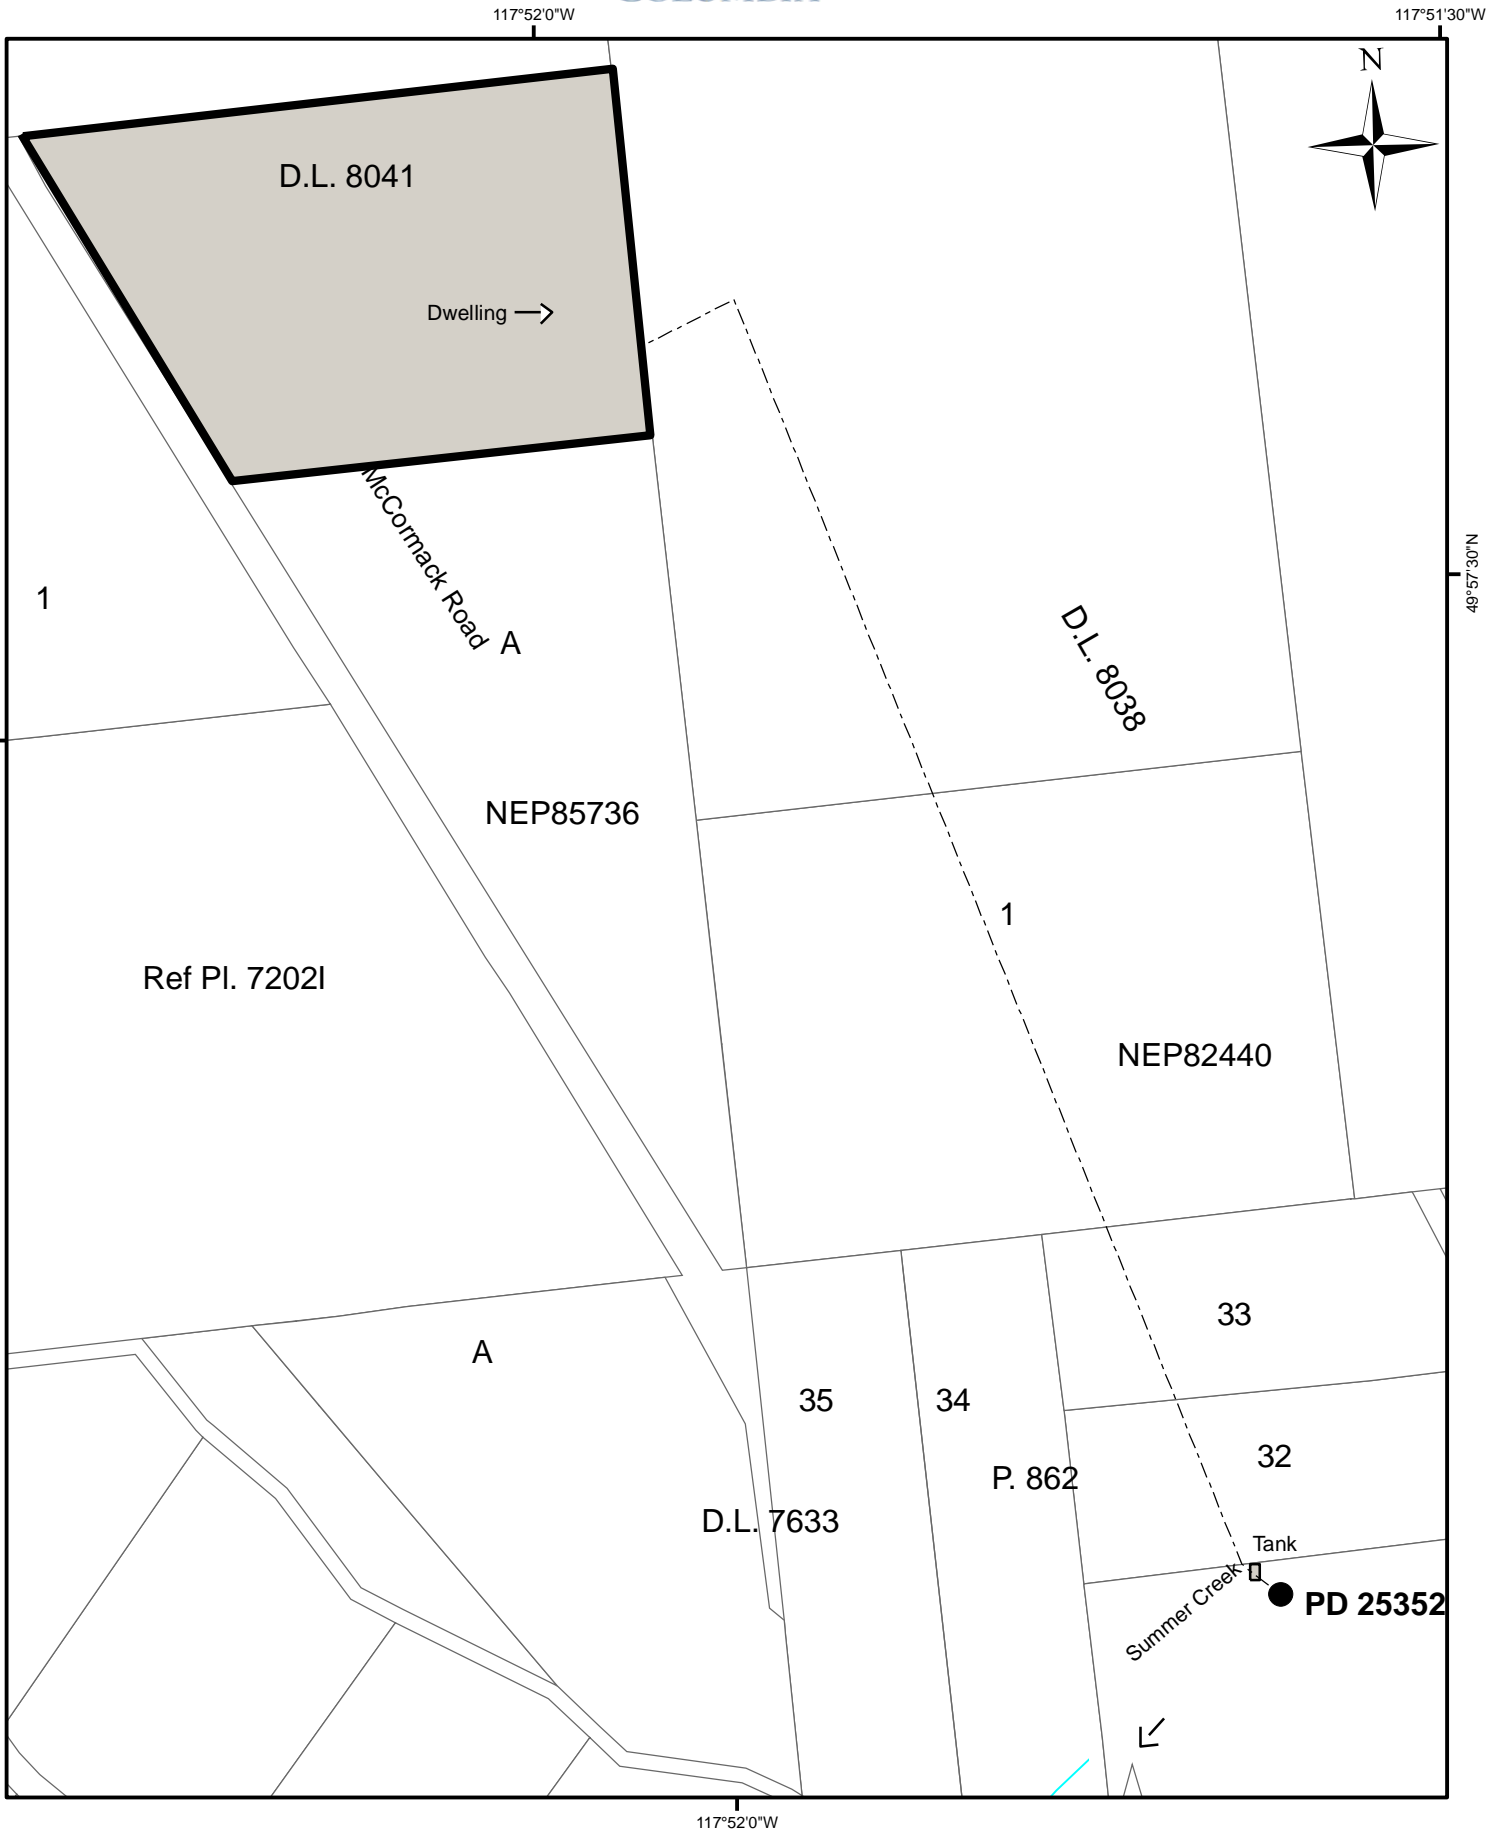 COLUMBIA
117°52'0"W
117°51'30"W
N
D.L. 8041
Dwelling
McCormack Road
49°57'30"N
1
A
D.L. 8038
NEP85736
1
Ref Pl. 7202I
NEP82440
33
A
35
34
32
P. 862
D.L. 7633
Tank
Summer Creek
PD 25352
117°52'0"W